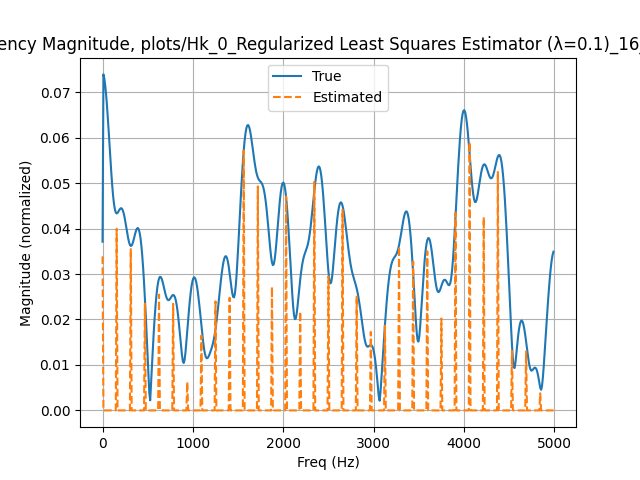 ency Magnitude, plots/Hk_0_Regularized Least Squares Estimator (λ=0.1)_16_
True
Estimated
0.07
0.06
0.05
0.04
0.03
0.02
0.01
0.00
Magnitude (normalized)
0 1000 2000 3000 4000 5000
Freq (Hz)